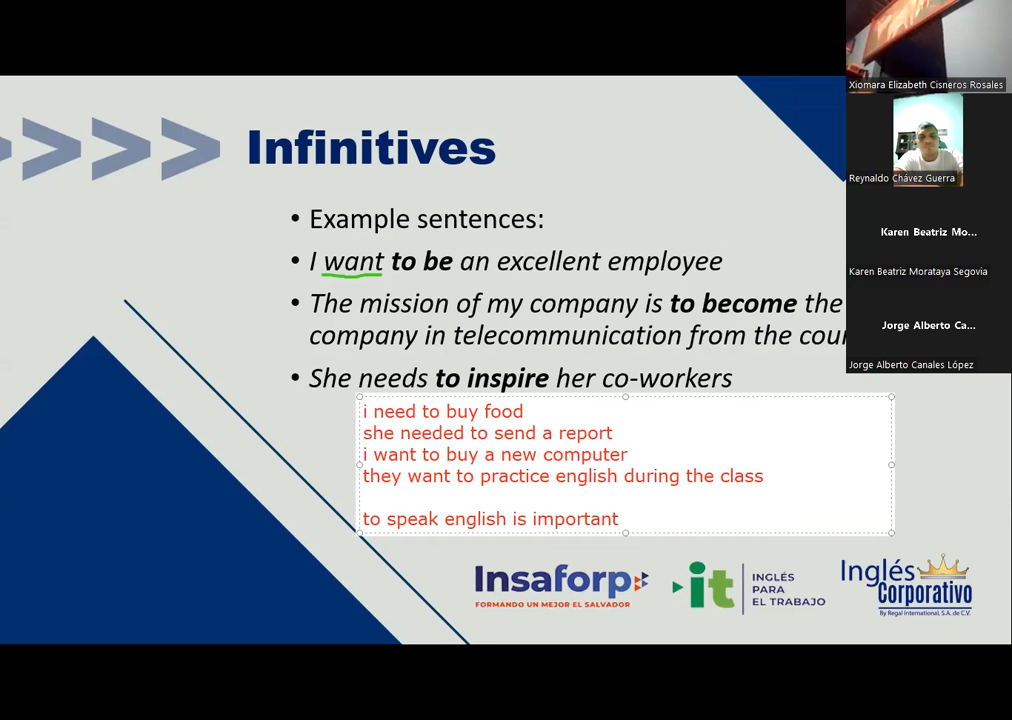 Infinitives
• Example sentences:
• I want to be an excellent employee
• The mission of my company is to become the
company in telecommunication from the
• She needs to inspire her co-workers
i need to buy food
she needed to send a report
i want to buy a new computer
they want to practice english during the class
to speak english is important
Insaforp
FORMANDO UN MEJOR EL SALVADOR
it
INGLÉS
PARA
EL TRABAJO
Inglés
Corporativo
By Regal International, S.A. de C.V.
Xiomara Elizabeth Cisneros Rosales
Reynaldo Chávez Guerra
Karen Beatriz Mo...
Karen Beatriz Morataya Segovia
Jorge Alberto Ca...
Jorge Alberto Canales López